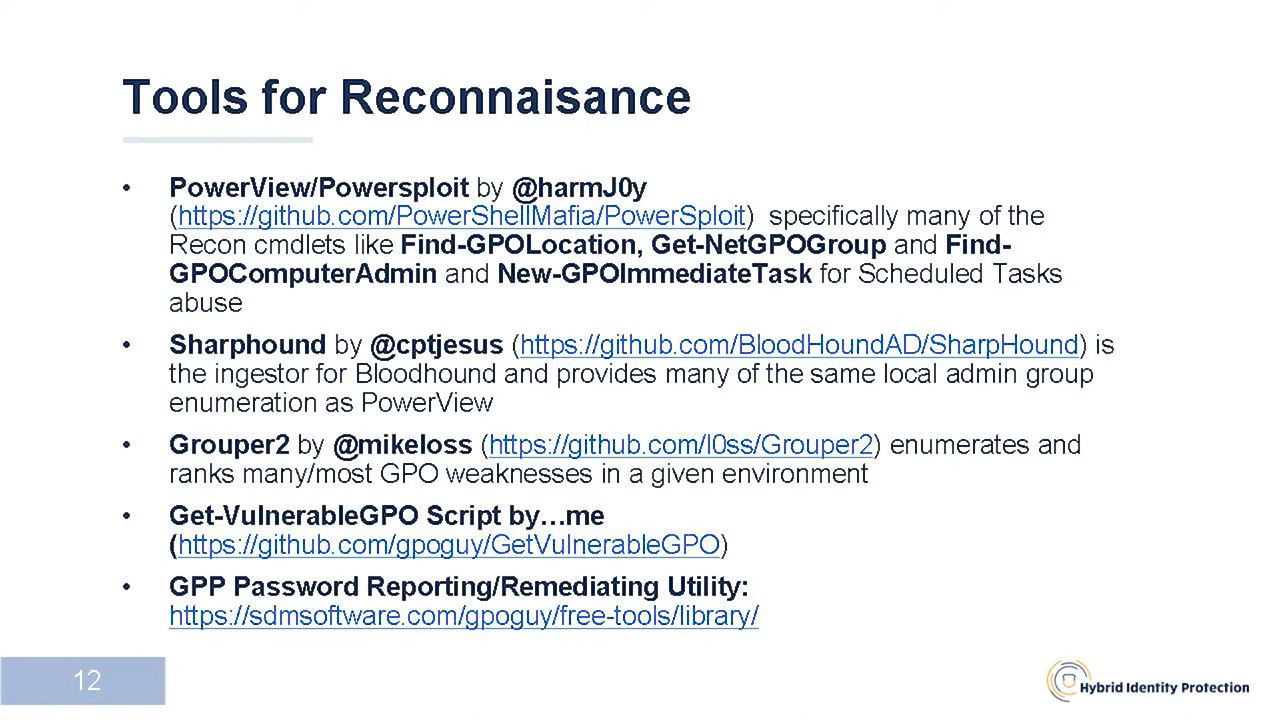 Tools for Reconnaisance
• PowerView/Powersploit by @harmJ0y
(https://github.com/PowerShellMafia/PowerSploit) specifically many of the
Recon cmdlets like Find-GPOLocation, Get-NetGPOGroup and Find-
GPOComputerAdmin and New-GPOImmediateTask for Scheduled Tasks
abuse
• Sharphound by @cptjesus (https://github.com/BloodHoundAD/SharpHound) is
the ingestor for Bloodhound and provides many of the same local admin group
enumeration as PowerView
• Grouper2 by @mikeloss (https://github.com/l0ss/Grouper2) enumerates and
ranks many/most GPO weaknesses in a given environment
• Get-VulnerableGPO Script by…me
(https://github.com/gpoguy/GetVulnerableGPO)
• GPP Password Reporting/Remediating Utility:
https://sdmsoftware.com/gpoguy/free-tools/library/
12
Hybrid Identity Protection